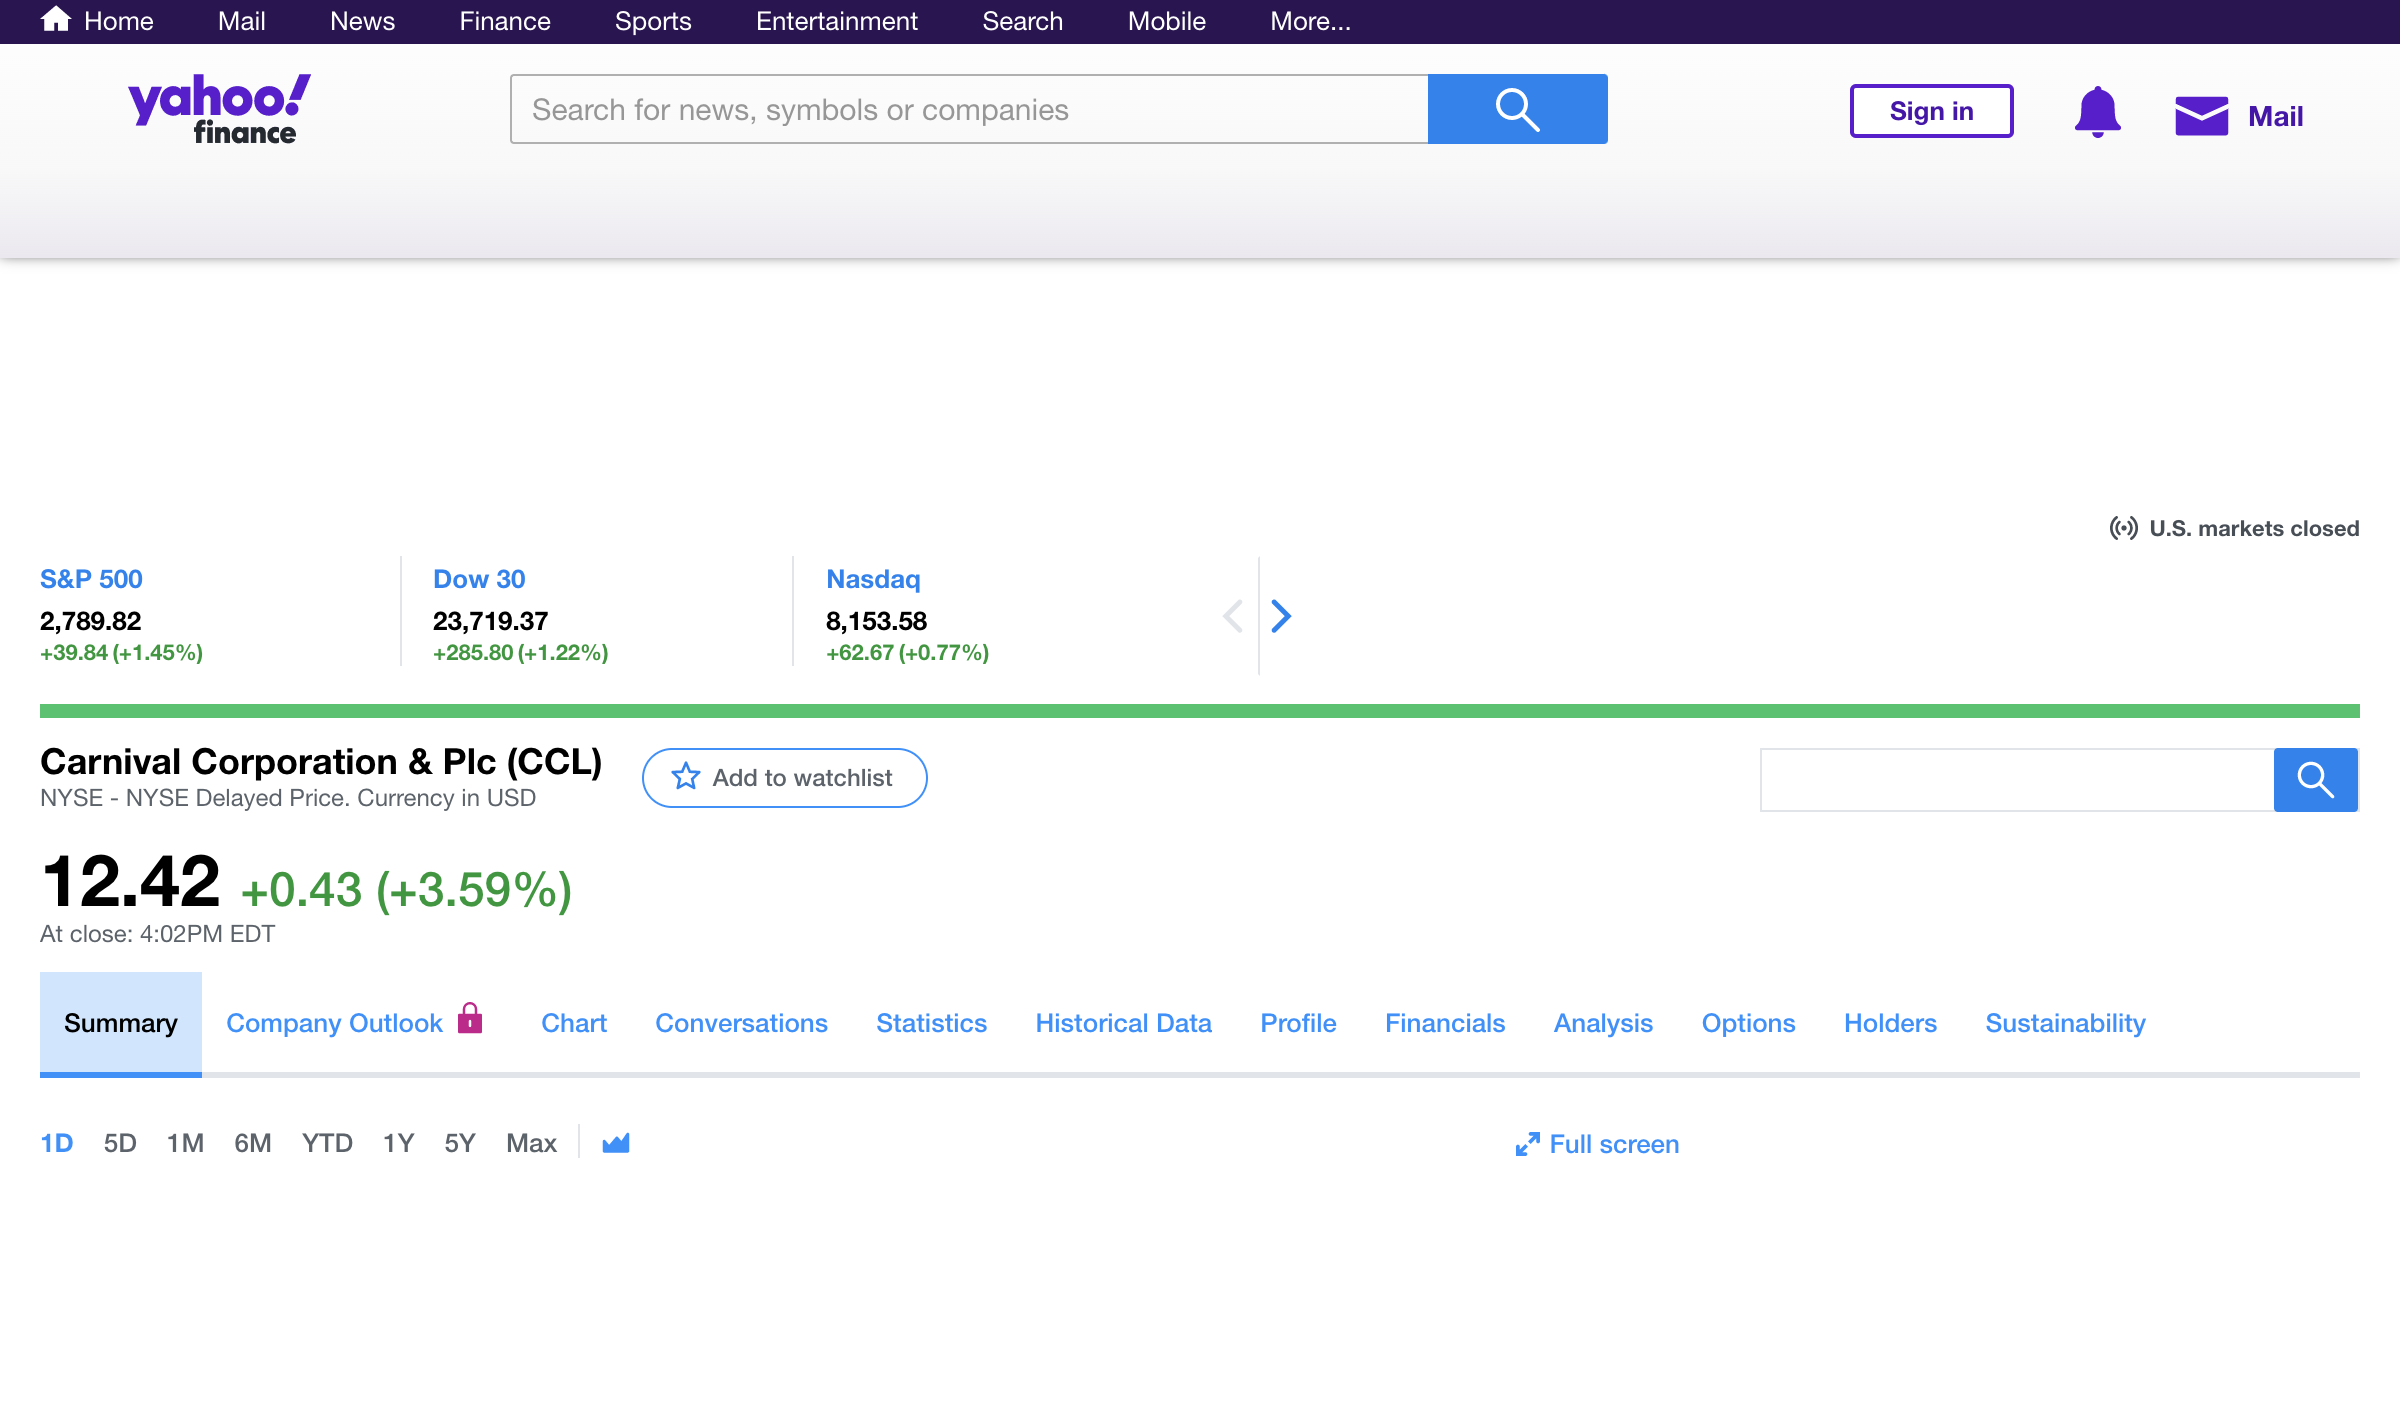 Home Mail News Finance Sports Entertainment Search Mobile More...
yahoo!
finance
Search for news, symbols or companies
Sign in
Mail
U.S. markets closed
S&P 500
2,789.82
+39.84 (+1.45%)
Dow 30
23,719.37
+285.80 (+1.22%)
Nasdaq
8,153.58
+62.67 (+0.77%)
Carnival Corporation & Plc (CCL)
NYSE - NYSE Delayed Price. Currency in USD
Add to watchlist
12.42 +0.43 (+3.59%)
At close: 4:02PM EDT
Summary Company Outlook Chart Conversations Statistics Historical Data Profile Financials Analysis Options Holders Sustainability
1D 5D 1M 6M YTD 1Y 5Y Max
Full screen